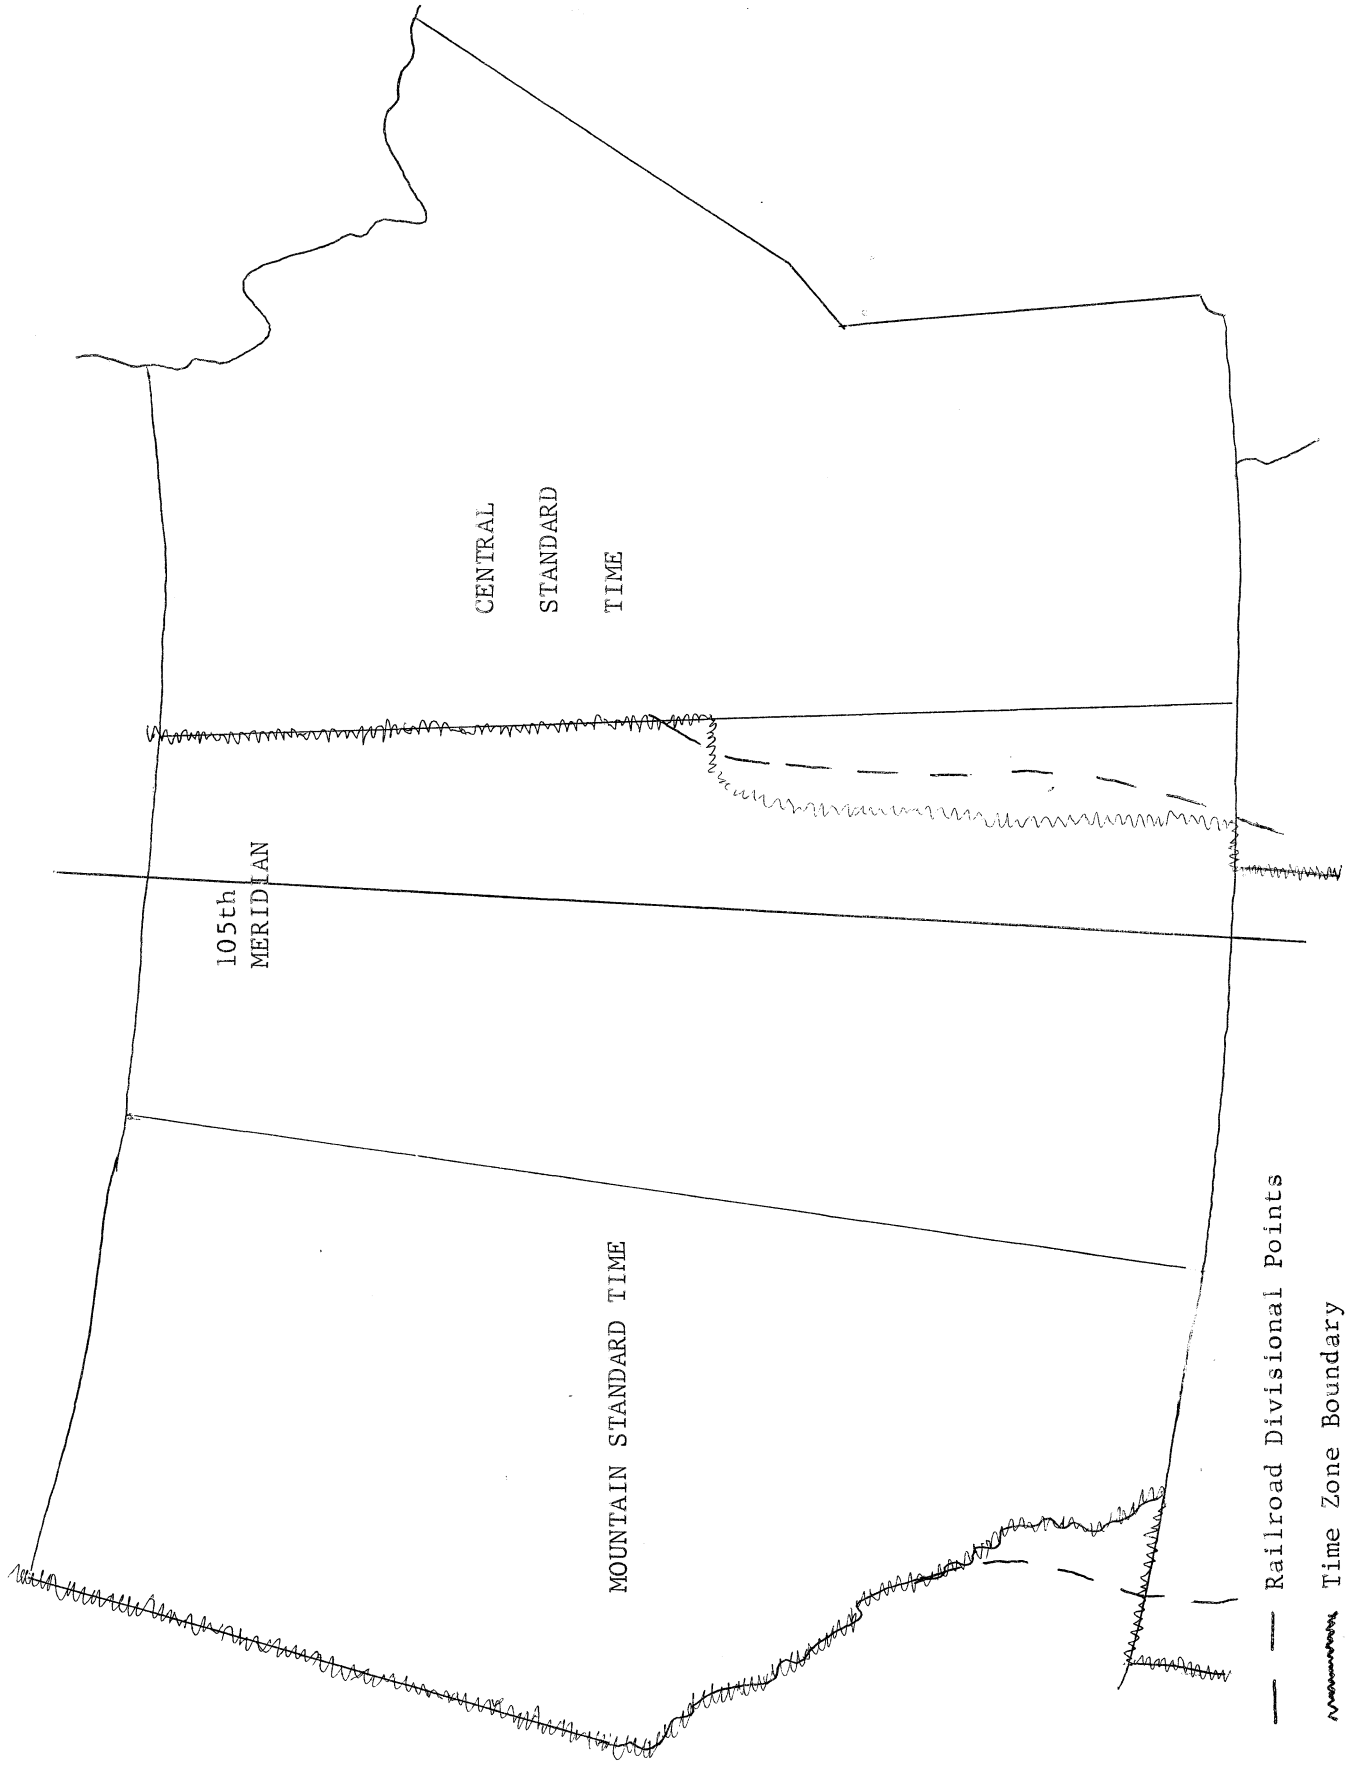 105th
MERIDIAN
CENTRAL
STANDARD
TIME
MOUNTAIN STANDARD TIME
Railroad Divisional Points
Time Zone Boundary